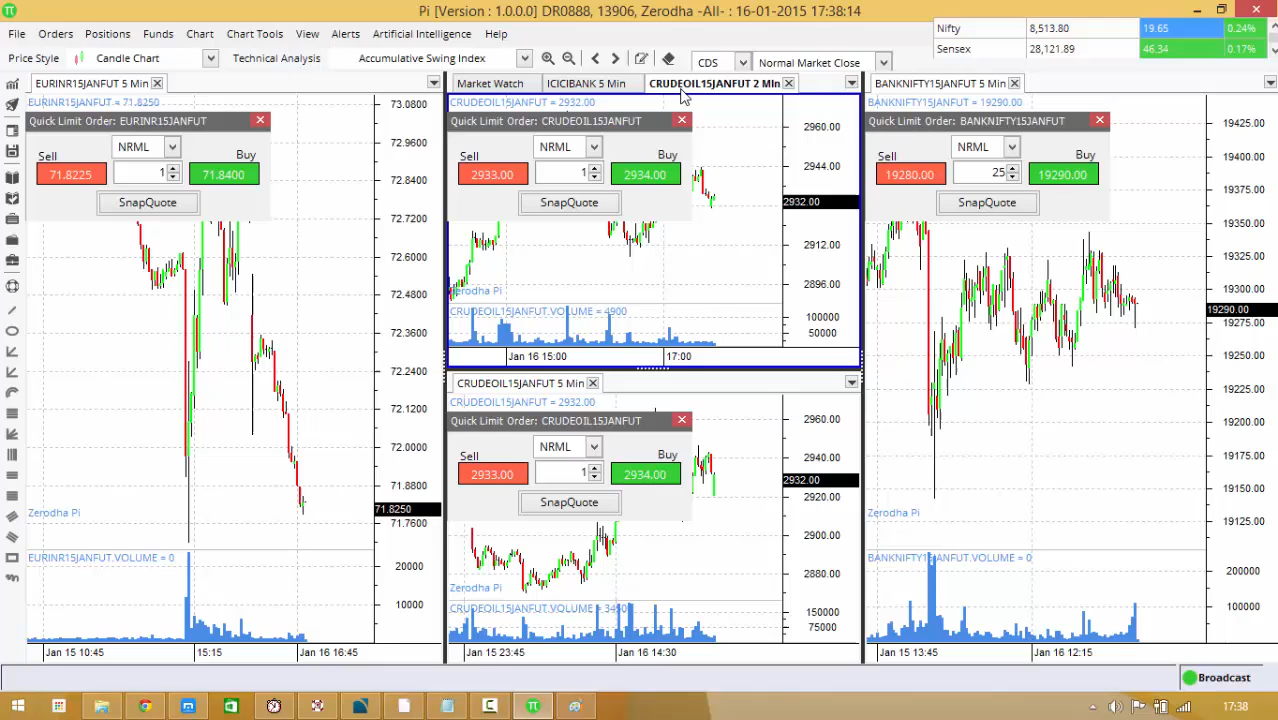 Pi [Version : 1.0.0.0] DR0888, 13906, Zerodha -All- : 16-01-2015 17:38:14
File Orders Positions Funds Chart Chart Tools View Alerts Artificial Intelligence Help
Nifty 8,513.80 19.65 0.24%
Sensex 28,121.89 46.34 0.17%
Price Style Candle Chart Technical Analysis Accumulative Swing Index CDS Normal Market Close
EURINR15JANFUT 5 Min
EURINR15JANFUT = 71.8250
Quick Limit Order: EURINR15JANFUT
NRML
Sell Buy
71.8225 1 71.8400
SnapQuote
73.0800
72.9600
72.8400
72.7200
72.6000
72.4800
72.3600
72.2400
72.1200
72.0000
71.8800
71.8250
71.7600
Zerodha Pi
EURINR15JANFUT.VOLUME = 0
20000
10000
Jan 15 10:45 15:15 Jan 16 16:45
Market Watch ICICIBANK 5 Min CRUDEOIL15JANFUT 2 Min
CRUDEOIL15JANFUT = 2932.00
Quick Limit Order: CRUDEOIL15JANFUT
NRML
Sell Buy
2933.00 1 2934.00
SnapQuote
2960.00
2944.00
2932.00
2912.00
2896.00
Zerodha Pi
CRUDEOIL15JANFUT.VOLUME = 4900
100000
50000
Jan 16 15:00 17:00
CRUDEOIL15JANFUT 5 Min
CRUDEOIL15JANFUT = 2932.00
Quick Limit Order: CRUDEOIL15JANFUT
NRML
Sell Buy
2933.00 1 2934.00
SnapQuote
2960.00
2940.00
2932.00
2920.00
2900.00
2880.00
Zerodha Pi
CRUDEOIL15JANFUT.VOLUME = 3450
150000
75000
Jan 15 23:45 Jan 16 14:30
BANKNIFTY15JANFUT 5 Min
BANKNIFTY15JANFUT = 19290.00
Quick Limit Order: BANKNIFTY15JANFUT
NRML
Sell Buy
19280.00 25 19290.00
SnapQuote
19425.00
19400.00
19375.00
19350.00
19325.00
19300.00
19290.00
19275.00
19250.00
19225.00
19200.00
19150.00
19125.00
Zerodha Pi
BANKNIFTY15JANFUT.VOLUME = 0
200000
100000
Jan 15 13:45 Jan 16 12:15
Broadcast
17:38